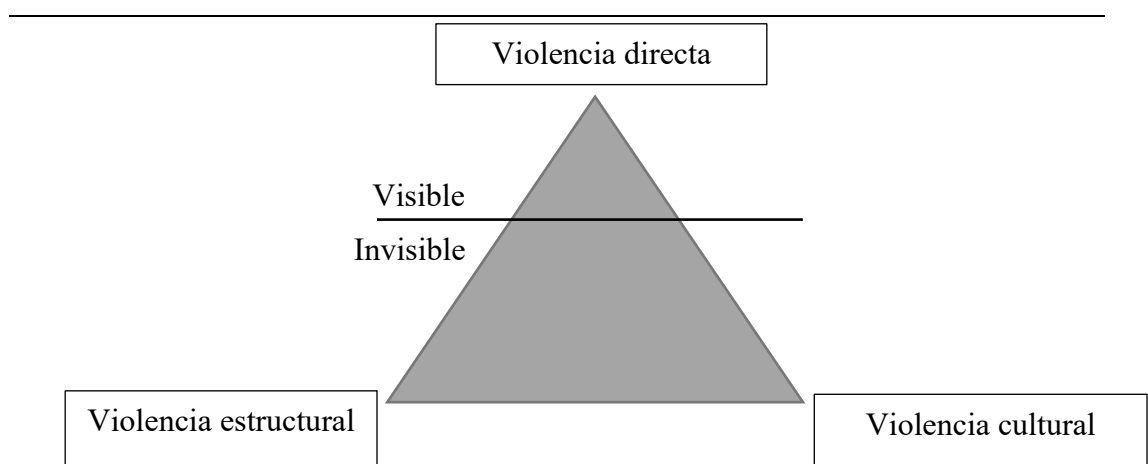 Violencia directa
Visible
Invisible
Violencia estructural
Violencia cultural